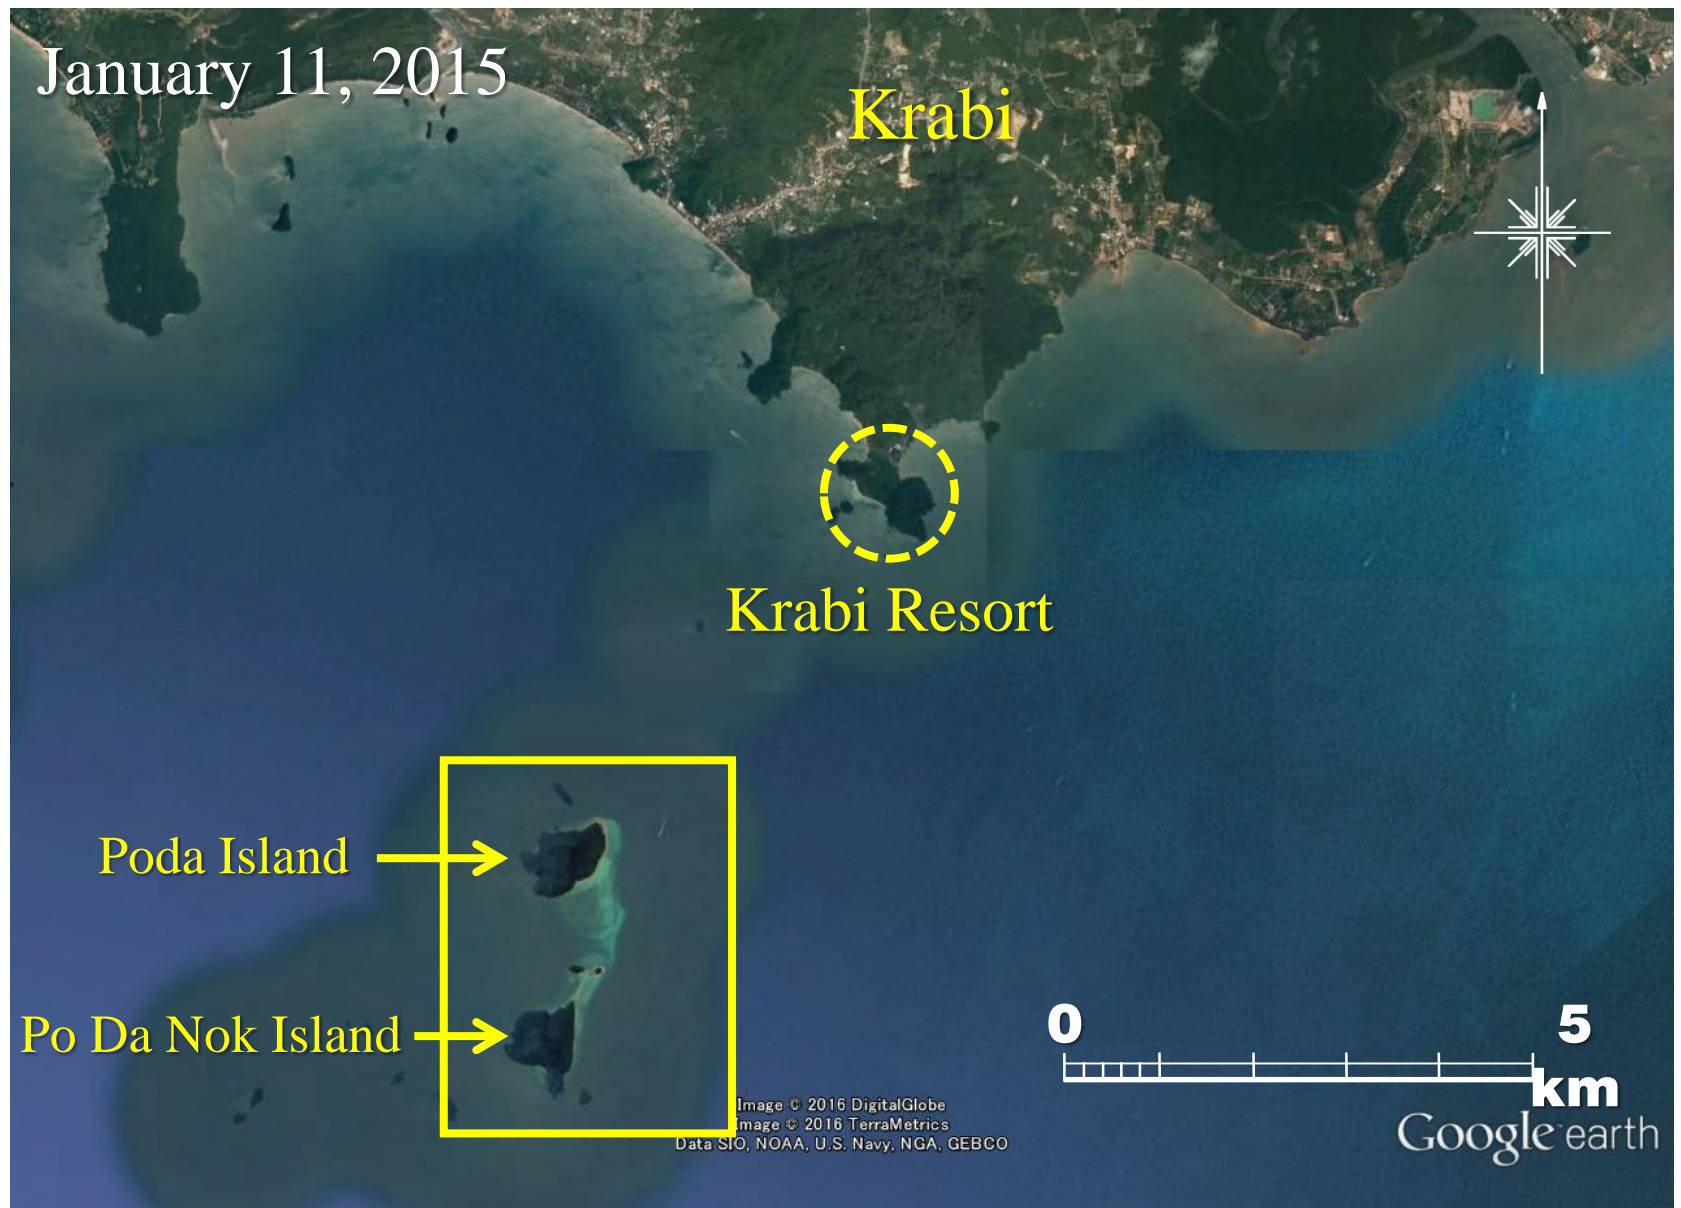 January 11, 2015
Krabi
Krabi Resort
Poda Island
Po Da Nok Island
0 5
km
Image © 2016 DigitalGlobe
Image © 2016 TerraMetrics
Data SIO, NOAA, U.S. Navy, NGA, GEBCO
Google earth